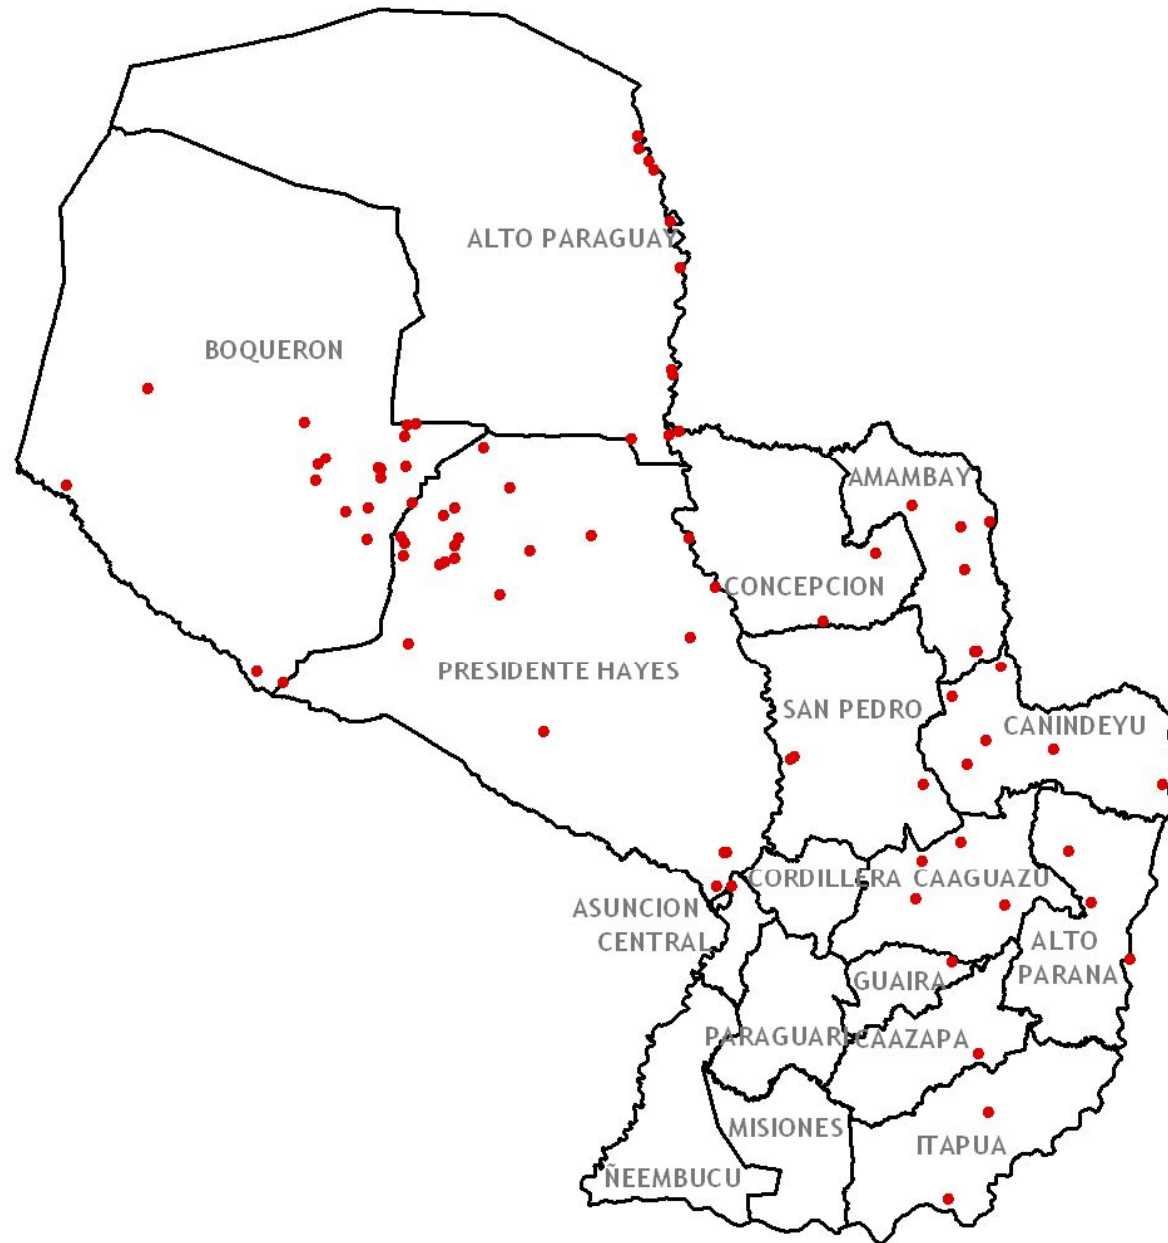 ALTO PARAGUAY
BOQUERON
AMAMBAY
CONCEPCION
PRESIDENTE HAYES
SAN PEDRO
CANINDEYU
CORDILLERA
CAAGUAZU
ASUNCION
CENTRAL
ALTO
PARANA
GUAIRA
PARAGUARI
CAAZAPA
MISIONES
ITAPUA
ÑEEMBUCU